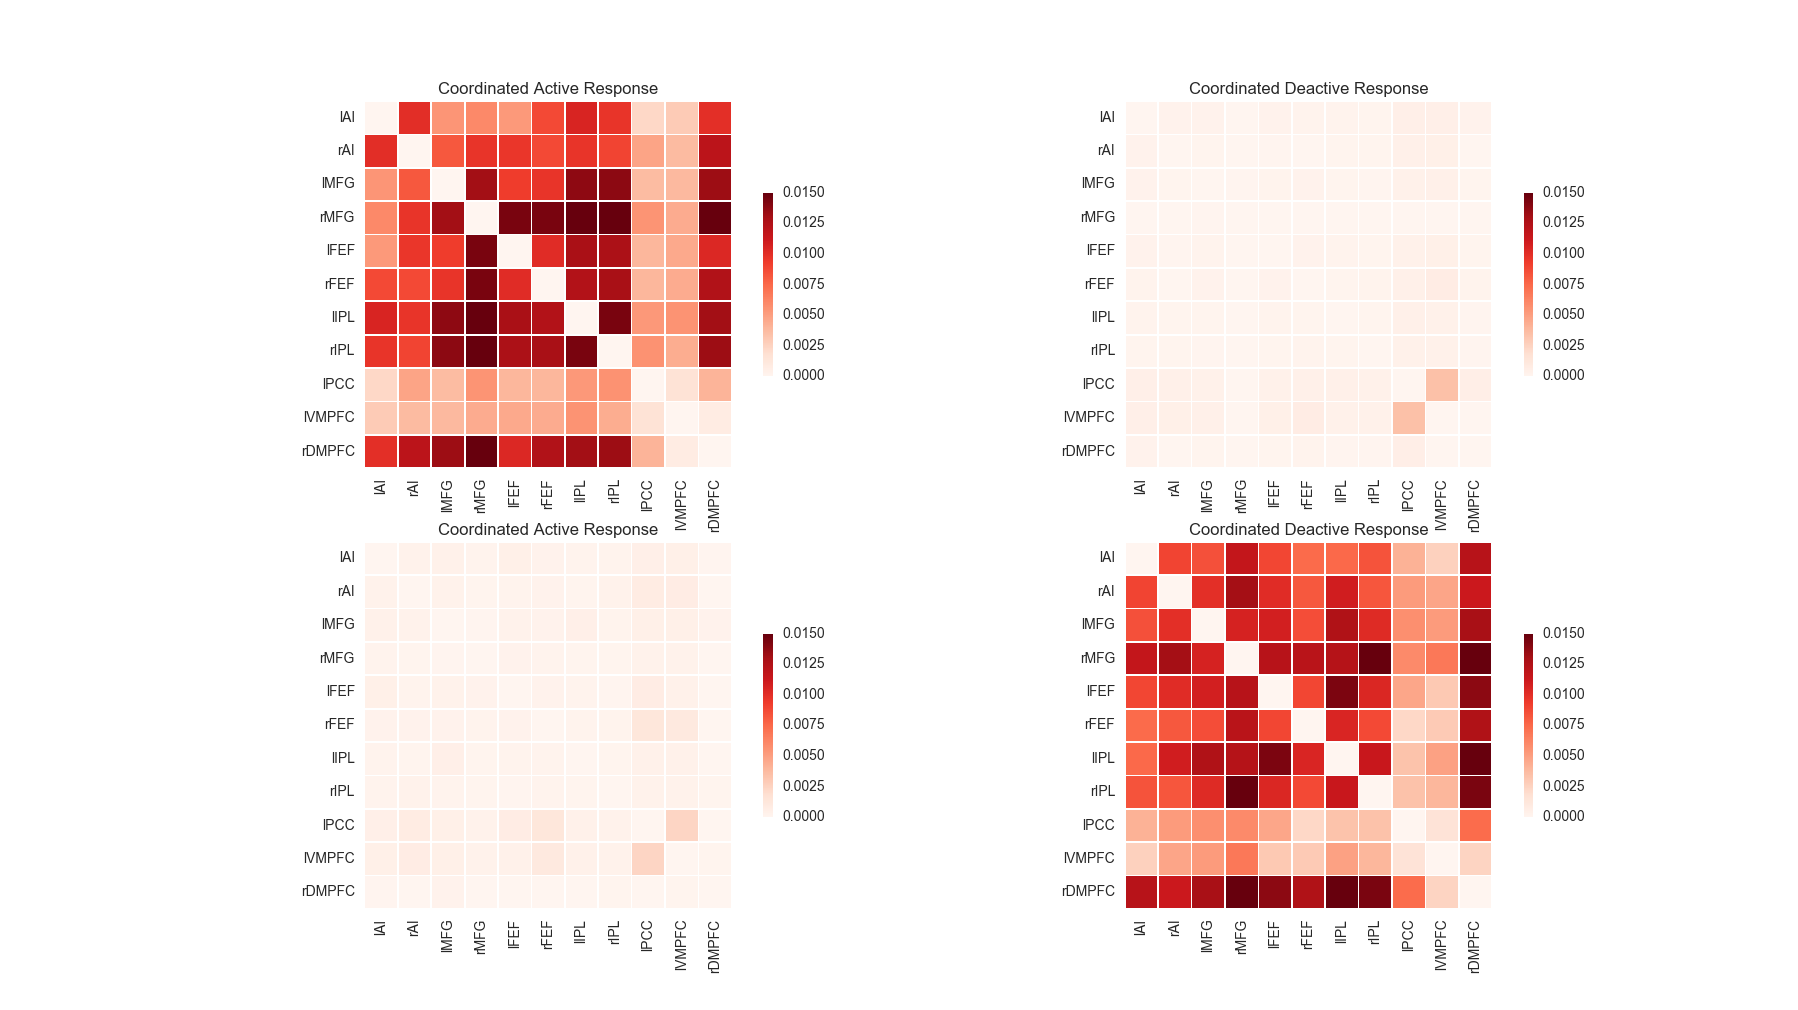 Coordinated Active Response
lAI
rAI
lMFG
rMFG
lFEF
rFEF
lIPL
rIPL
lPCC
lVMPFC
rDMPFC
lAI
rAI
lMFG
rMFG
lFEF
rFEF
lIPL
rIPL
lPCC
lVMPFC
rDMPFC
0.0150
0.0125
0.0100
0.0075
0.0050
0.0025
0.0000
Coordinated Deactive Response
lAI
rAI
lMFG
rMFG
lFEF
rFEF
lIPL
rIPL
lPCC
lVMPFC
rDMPFC
lAI
rAI
lMFG
rMFG
lFEF
rFEF
lIPL
rIPL
lPCC
lVMPFC
rDMPFC
0.0150
0.0125
0.0100
0.0075
0.0050
0.0025
0.0000
Coordinated Active Response
lAI
rAI
lMFG
rMFG
lFEF
rFEF
lIPL
rIPL
lPCC
lVMPFC
rDMPFC
lAI
rAI
lMFG
rMFG
lFEF
rFEF
lIPL
rIPL
lPCC
lVMPFC
rDMPFC
0.0150
0.0125
0.0100
0.0075
0.0050
0.0025
0.0000
Coordinated Deactive Response
lAI
rAI
lMFG
rMFG
lFEF
rFEF
lIPL
rIPL
lPCC
lVMPFC
rDMPFC
lAI
rAI
lMFG
rMFG
lFEF
rFEF
lIPL
rIPL
lPCC
lVMPFC
rDMPFC
0.0150
0.0125
0.0100
0.0075
0.0050
0.0025
0.0000